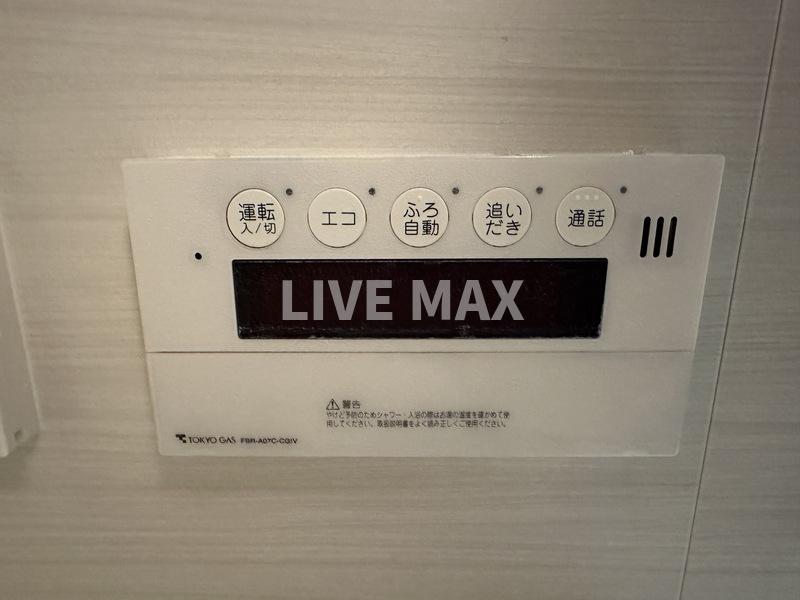 運転
入/切
エコ
ふろ
自動
追い
だき
通話
LIVE MAX
警告
やけど予防のためシャワー・入浴の際はお湯の温度を確かめて使
用してください。取扱説明書をよく読み正しくご使用ください。
TOKYO GAS FBR-A07C-CGIV